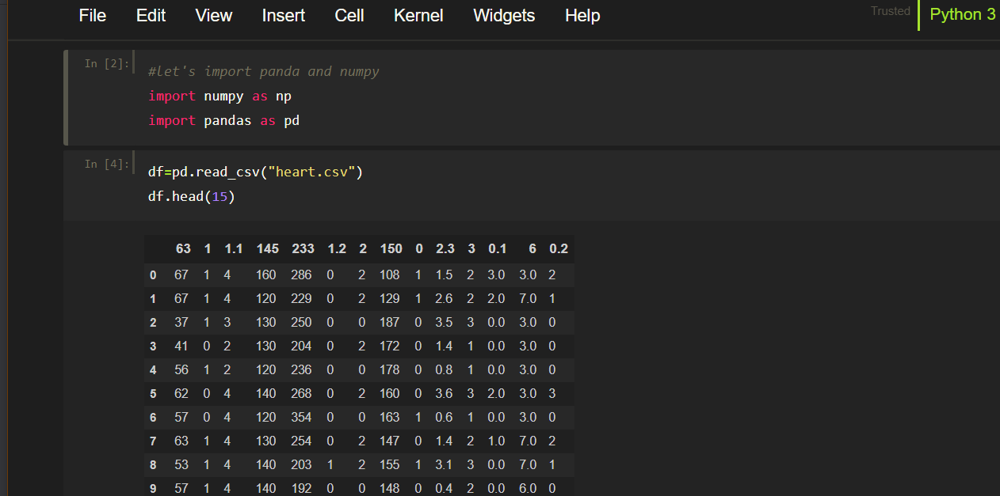 File Edit View Insert Cell Kernel Widgets Help Trusted Python 3
In [2]: #Let's import panda and numpy
import numpy as np
import pandas as pd
In [4]: df=pd.read_csv("heart.csv")
df.head(15)
63 1 1.1 145 233 1.2 2 150 0 2.3 3 0.1 6 0.2
0 67 1 4 160 286 0 2 108 1 1.5 2 3.0 3.0 2
1 67 1 4 120 229 0 2 129 1 2.6 2 2.0 7.0 1
2 37 1 3 130 250 0 0 187 0 3.5 3 0.0 3.0 0
3 41 0 2 130 204 0 2 172 0 1.4 1 0.0 3.0 0
4 56 1 2 120 236 0 0 178 0 0.8 1 0.0 3.0 0
5 62 0 4 140 268 0 2 160 0 3.6 3 2.0 3.0 3
6 57 0 4 120 354 0 0 163 1 0.6 1 0.0 3.0 0
7 63 1 4 130 254 0 2 147 0 1.4 2 1.0 7.0 2
8 53 1 4 140 203 1 2 155 1 3.1 3 0.0 7.0 1
9 57 1 4 140 192 0 0 148 0 0.4 2 0.0 6.0 0